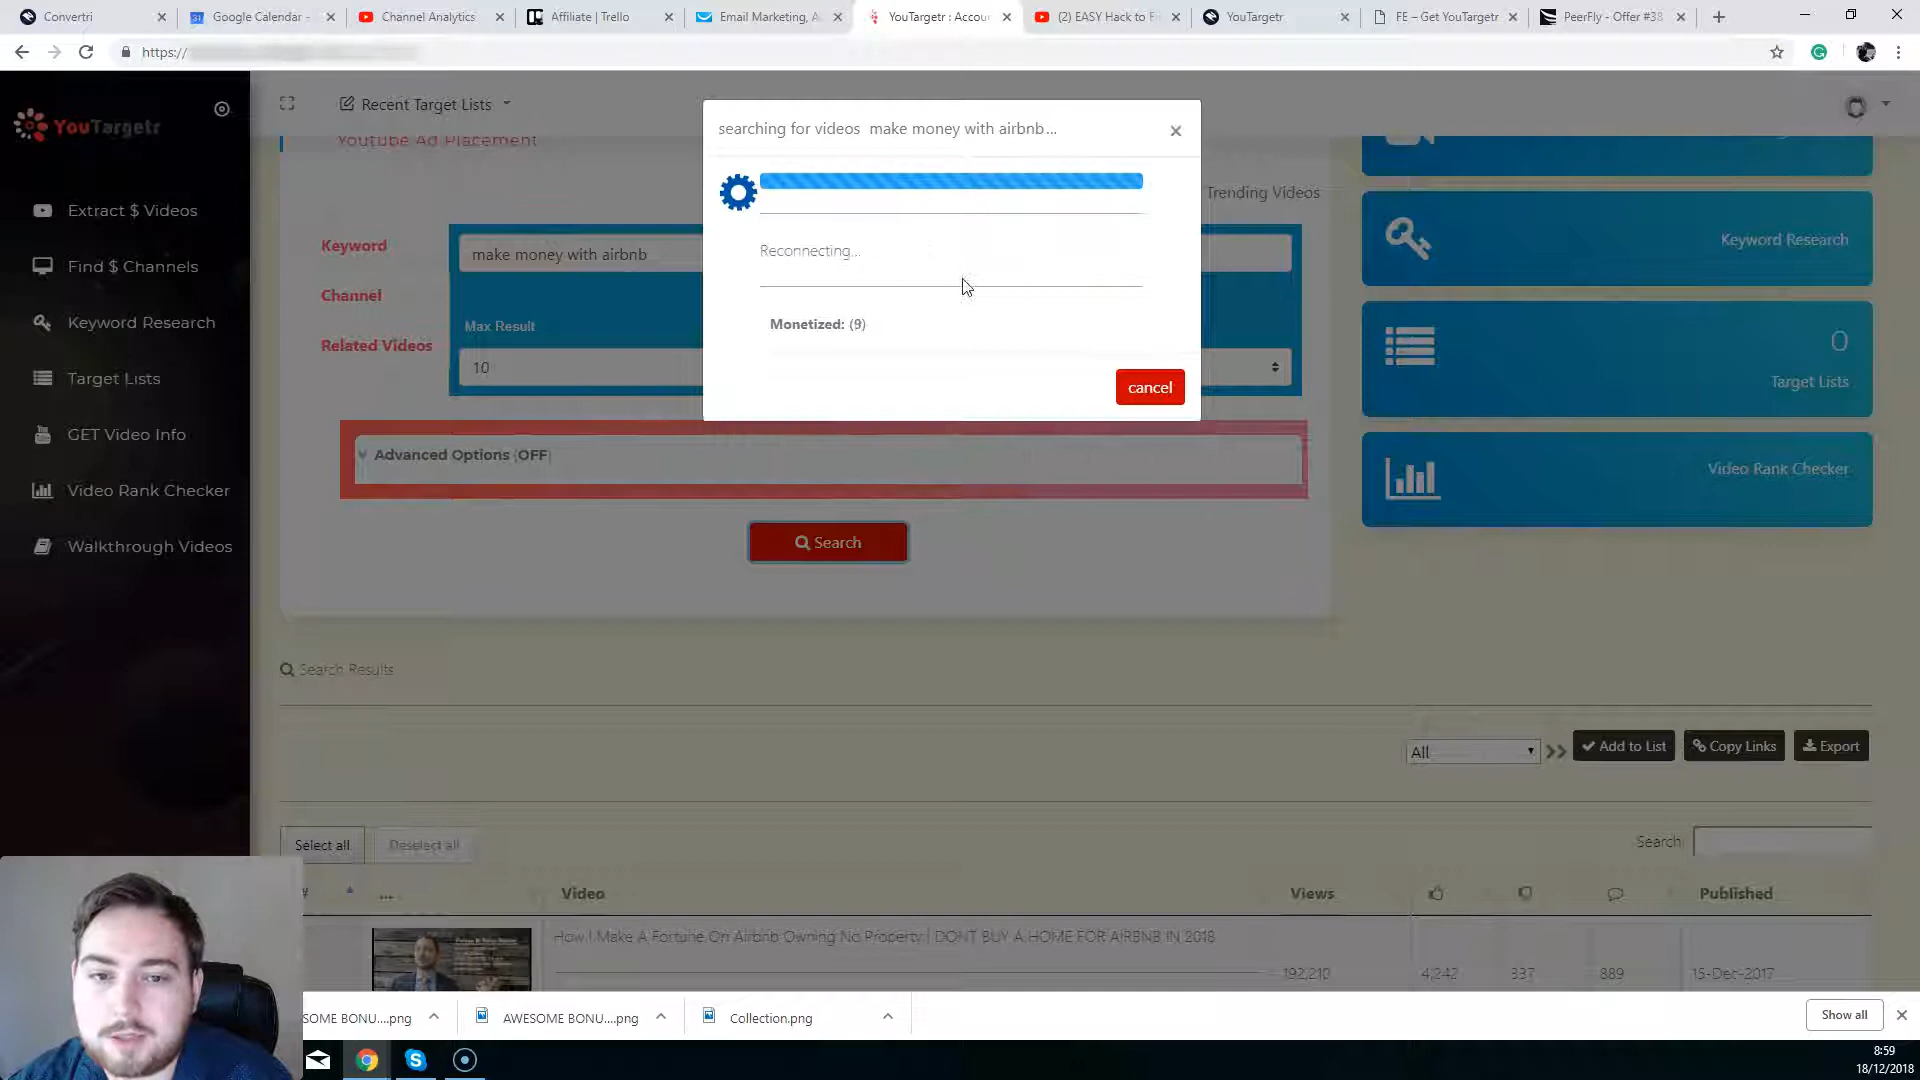 Convertri
Google Calendar -
Channel Analytics
Affiliate | Trello
Email Marketing, A
YouTargetr : Accou
(2) EASY Hack to F
YouTargetr
FE – Get YouTargetr
PeerFly - Offer #38
https://
YouTargetr
Recent Target Lists
Youtube Ad Placement
Extract $ Videos
Find $ Channels
Keyword Research
Target Lists
GET Video Info
Video Rank Checker
Walkthrough Videos
Trending Videos
Keyword
make money with airbnb
Channel
Max Result
Related Videos
10
searching for videos make money with airbnb...
Reconnecting...
Monetized: (9)
cancel
Advanced Options (OFF)
Search
Keyword Research
0
Target Lists
Video Rank Checker
Search Results
All
Add to List
Copy Links
Export
Select all
Deselect all
Search:
#
...
Video
Views
Published
How I Make A Fortune On Airbnb Owning No Property | DONT BUY A HOME FOR AIRBNB IN 2018
192,210
4,242
337
889
15-Dec-2017
SOME BONU....png
AWESOME BONU....png
Collection.png
Show all
8:59
18/12/2018